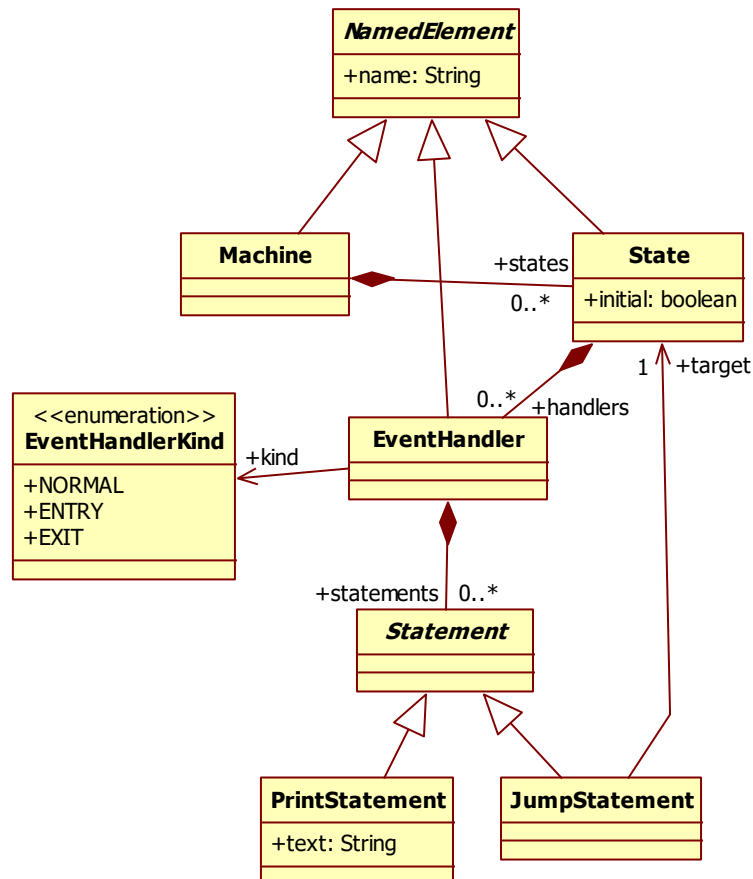 NamedElement
+name: String
Machine
+states
0..*
State
+initial: boolean
1
+target
0..*
+handlers
<<enumeration>>
EventHandlerKind
+NORMAL
+ENTRY
+EXIT
+kind
EventHandler
+statements
0..*
Statement
PrintStatement
+text: String
JumpStatement